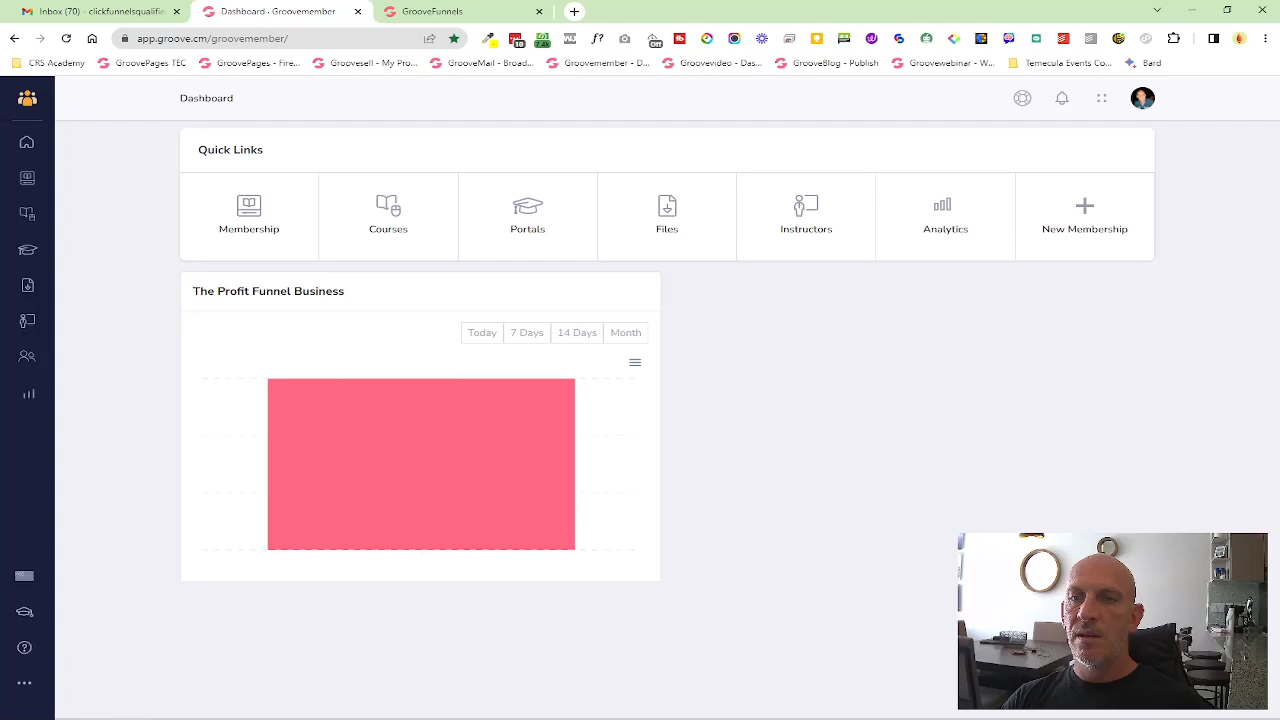 Inbox (70) - clickfunnelsqualifie
Dashboard · Groovemember
GrooveFunnels
app.groove.cm/groovemember/
CRS Academy
GroovePages TEC
GroovePages - Fire...
Groovesell - My Pro...
GrooveMail - Broad...
Groovemember - D...
Groovevideo - Das...
GrooveBlog - Publish
Groovewebinar - W...
Temecula Events Co...
Bard
Dashboard
Quick Links
Membership
Courses
Portals
Files
Instructors
Analytics
New Membership
The Profit Funnel Business
Today
7 Days
14 Days
Month